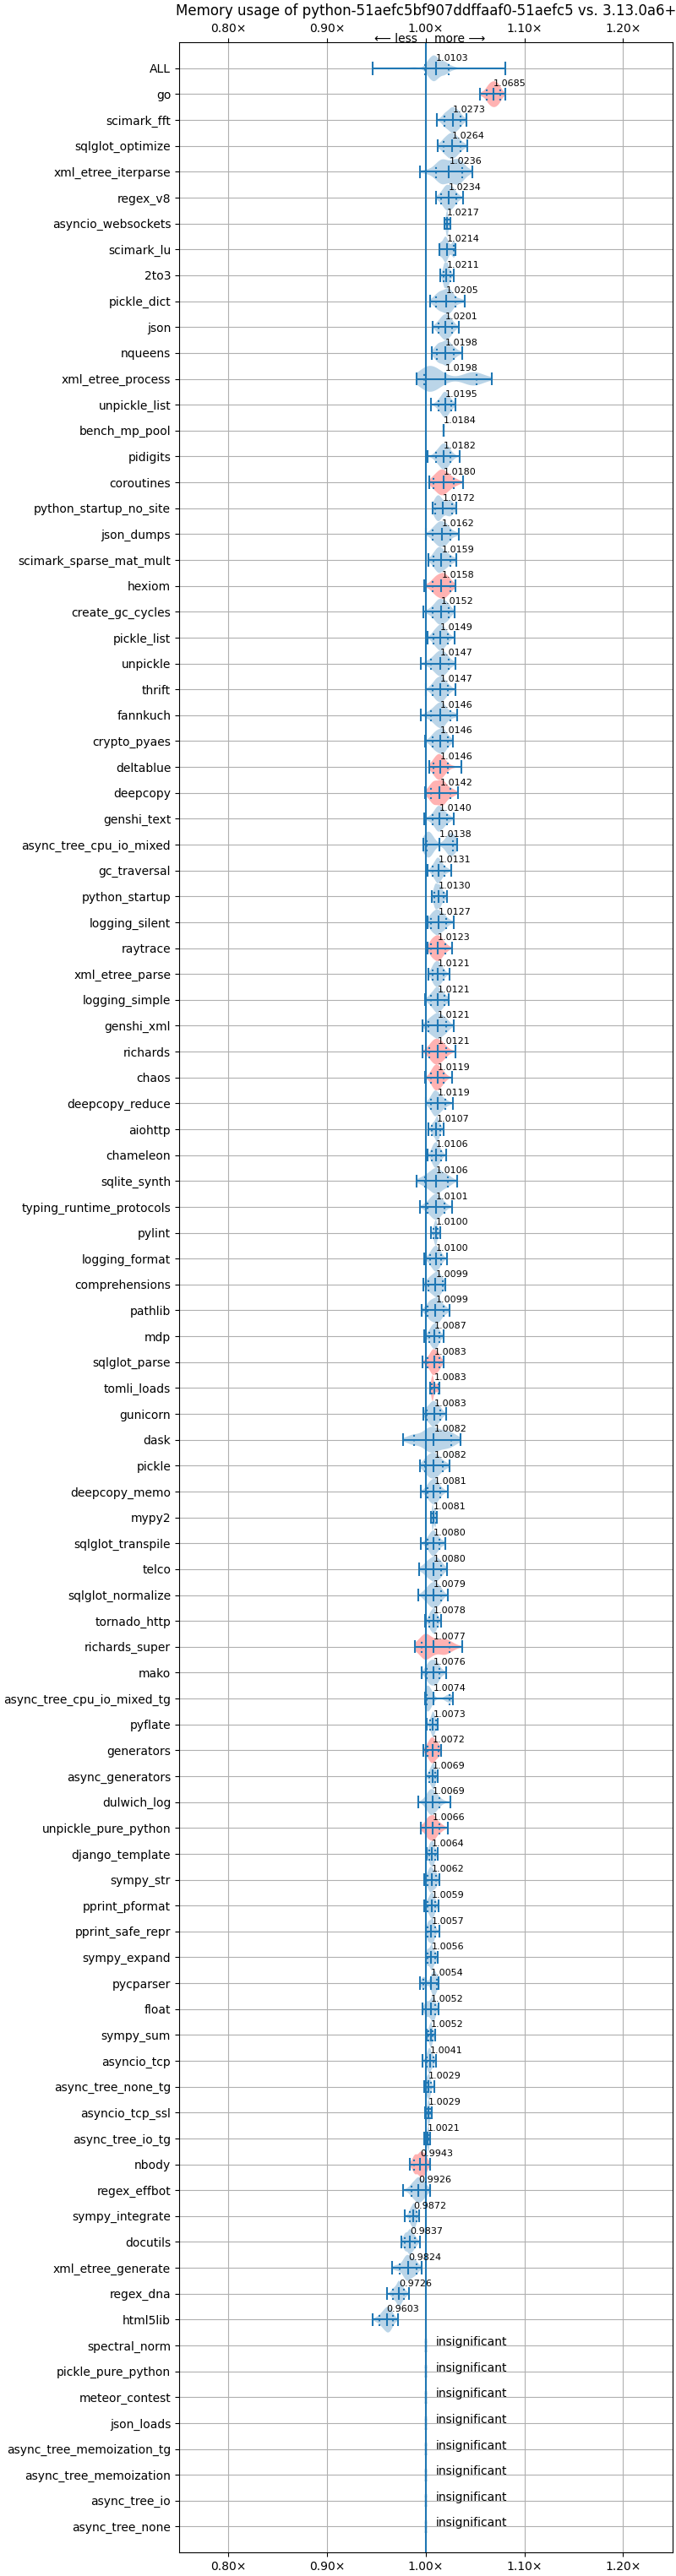 Memory usage of python-51aefc5bf907ddffaaf0-51aefc5 vs. 3.13.0a6+
0.80× 0.90× 1.00× 1.10× 1.20×
⟵ less more ⟶
ALL 1.0103
go 1.0685
scimark_fft 1.0273
sqlglot_optimize 1.0264
xml_etree_iterparse 1.0236
regex_v8 1.0234
asyncio_websockets 1.0217
scimark_lu 1.0214
2to3 1.0211
pickle_dict 1.0205
json 1.0201
nqueens 1.0198
xml_etree_process 1.0198
unpickle_list 1.0195
bench_mp_pool 1.0184
pidigits 1.0182
coroutines 1.0180
python_startup_no_site 1.0172
json_dumps 1.0162
scimark_sparse_mat_mult 1.0159
hexiom 1.0158
create_gc_cycles 1.0152
pickle_list 1.0149
unpickle 1.0147
thrift 1.0147
fannkuch 1.0146
crypto_pyaes 1.0146
deltablue 1.0146
deepcopy 1.0142
genshi_text 1.0140
async_tree_cpu_io_mixed 1.0138
gc_traversal 1.0131
python_startup 1.0130
logging_silent 1.0127
raytrace 1.0123
xml_etree_parse 1.0121
logging_simple 1.0121
genshi_xml 1.0121
richards 1.0121
chaos 1.0119
deepcopy_reduce 1.0119
aiohttp 1.0107
chameleon 1.0106
sqlite_synth 1.0106
typing_runtime_protocols 1.0101
pylint 1.0100
logging_format 1.0100
comprehensions 1.0099
pathlib 1.0099
mdp 1.0087
sqlglot_parse 1.0083
tomli_loads 1.0083
gunicorn 1.0083
dask 1.0082
pickle 1.0082
deepcopy_memo 1.0081
mypy2 1.0081
sqlglot_transpile 1.0080
telco 1.0080
sqlglot_normalize 1.0079
tornado_http 1.0078
richards_super 1.0077
mako 1.0076
async_tree_cpu_io_mixed_tg 1.0074
pyflate 1.0073
generators 1.0072
async_generators 1.0069
dulwich_log 1.0069
unpickle_pure_python 1.0066
django_template 1.0064
sympy_str 1.0062
pprint_pformat 1.0059
pprint_safe_repr 1.0057
sympy_expand 1.0056
pycparser 1.0054
float 1.0052
sympy_sum 1.0052
asyncio_tcp 1.0041
async_tree_none_tg 1.0029
asyncio_tcp_ssl 1.0029
async_tree_io_tg 1.0021
nbody 0.9943
regex_effbot 0.9926
sympy_integrate 0.9872
docutils 0.9837
xml_etree_generate 0.9824
regex_dna 0.9726
html5lib 0.9603
spectral_norm insignificant
pickle_pure_python insignificant
meteor_contest insignificant
json_loads insignificant
async_tree_memoization_tg insignificant
async_tree_memoization insignificant
async_tree_io insignificant
async_tree_none insignificant
0.80× 0.90× 1.00× 1.10× 1.20×